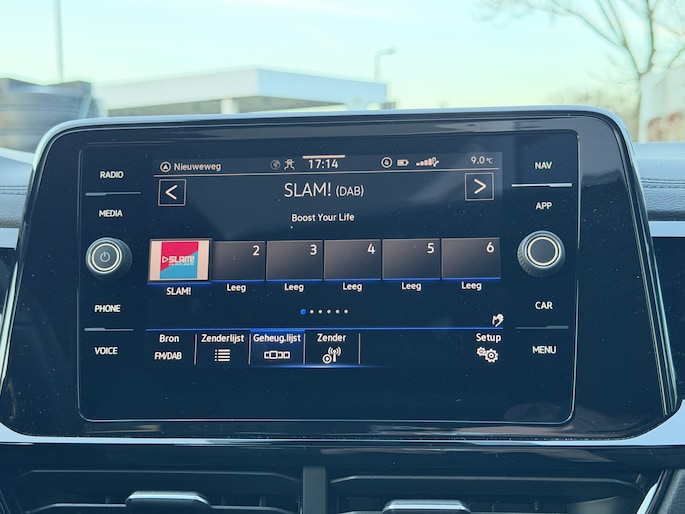 Nieuweweg 17:14 4 9.0 °C
RADIO
NAV
SLAM! (DAB)
MEDIA
APP
Boost Your Life
SLAM! 2 3 4 5 6
SLAM! Leeg Leeg Leeg Leeg Leeg
PHONE
CAR
Bron Zenderlijst Geheug.lijst Zender Setup
FM/DAB
VOICE
MENU